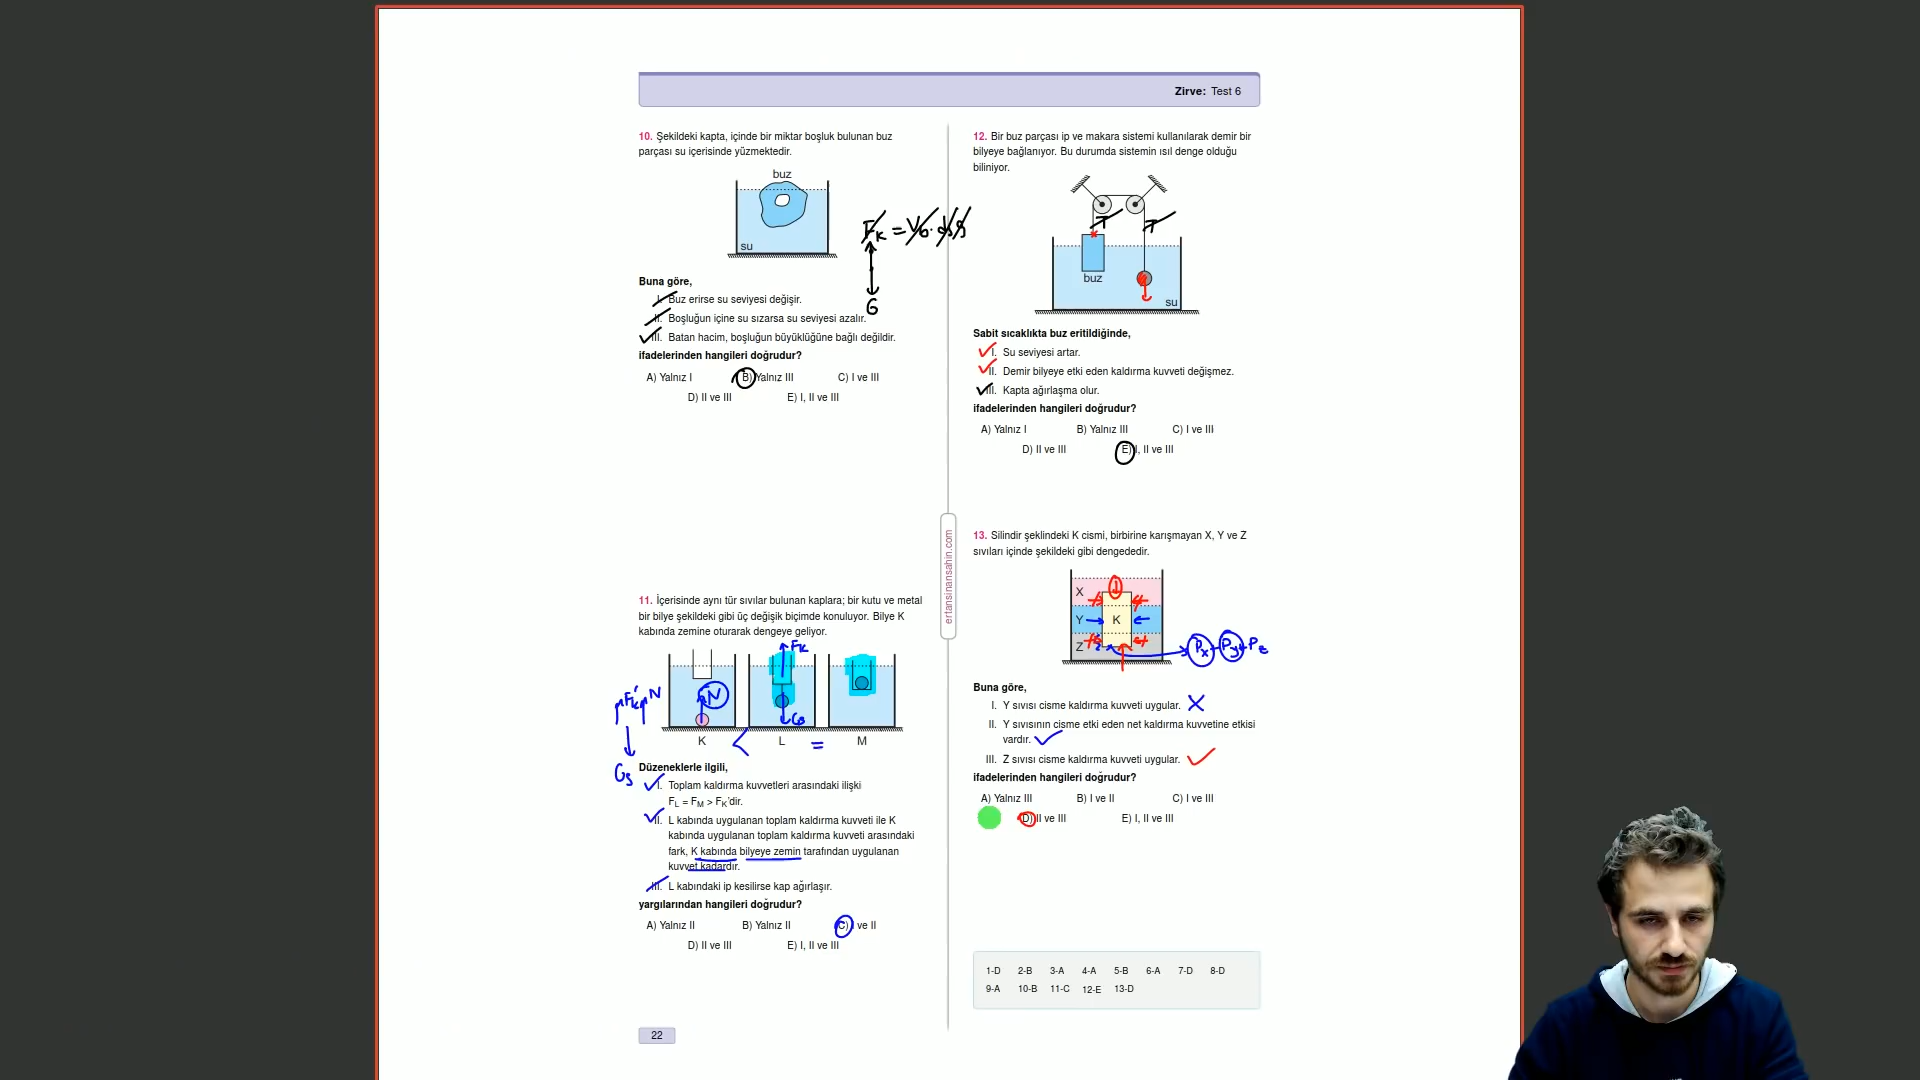 Zirve: Test 6
10. Şekildeki kapta, içinde bir miktar boşluk bulunan buz
parçası su içerisinde yüzmektedir.
buz
su
FK = Vb·ds·g
G
Buna göre,
I. Buz erirse su seviyesi değişir.
II. Boşluğun içine su sızarsa su seviyesi azalır.
III. Batan hacim, boşluğun büyüklüğüne bağlı değildir.
ifadelerinden hangileri doğrudur?
A) Yalnız I B) Yalnız III C) I ve III
D) II ve III E) I, II ve III
11. İçerisinde aynı tür sıvılar bulunan kaplara; bir kutu ve metal
bir bilye şekildeki gibi üç değişik biçimde konuluyor. Bilye K
kabında zemine oturarak dengeye geliyor.
FK
N
N
K < L = M
Düzeneklerle ilgili,
I. Toplam kaldırma kuvvetleri arasındaki ilişki
FL = FM > FK'dir.
II. L kabında uygulanan toplam kaldırma kuvveti ile K
kabında uygulanan toplam kaldırma kuvveti arasındaki
fark, K kabında bilyeye zemin tarafından uygulanan
kuvvet kadardır.
III. L kabındaki ip kesilirse kap ağırlaşır.
yargılarından hangileri doğrudur?
A) Yalnız II B) Yalnız II C) I ve II
D) II ve III E) I, II ve III
22
ertansinansahin.com
12. Bir buz parçası ip ve makara sistemi kullanılarak demir bir
bilyeye bağlanıyor. Bu durumda sistemin ısıl denge olduğu
biliniyor.
T T
buz
su
Sabit sıcaklıkta buz eritildiğinde,
I. Su seviyesi artar.
II. Demir bilyeye etki eden kaldırma kuvveti değişmez.
III. Kapta ağırlaşma olur.
ifadelerinden hangileri doğrudur?
A) Yalnız I B) Yalnız III C) I ve III
D) II ve III E) I, II ve III
13. Silindir şeklindeki K cismi, birbirine karışmayan X, Y ve Z
sıvıları içinde şekildeki gibi dengededir.
X
Y K
Z
Px + Py + Pz
Buna göre,
I. Y sıvısı cisme kaldırma kuvveti uygular.
II. Y sıvısının cisme etki eden net kaldırma kuvvetine etkisi
vardır.
III. Z sıvısı cisme kaldırma kuvveti uygular.
ifadelerinden hangileri doğrudur?
A) Yalnız III B) I ve II C) I ve III
D) II ve III E) I, II ve III
1-D 2-B 3-A 4-A 5-B 6-A 7-D 8-D
9-A 10-B 11-C 12-E 13-D